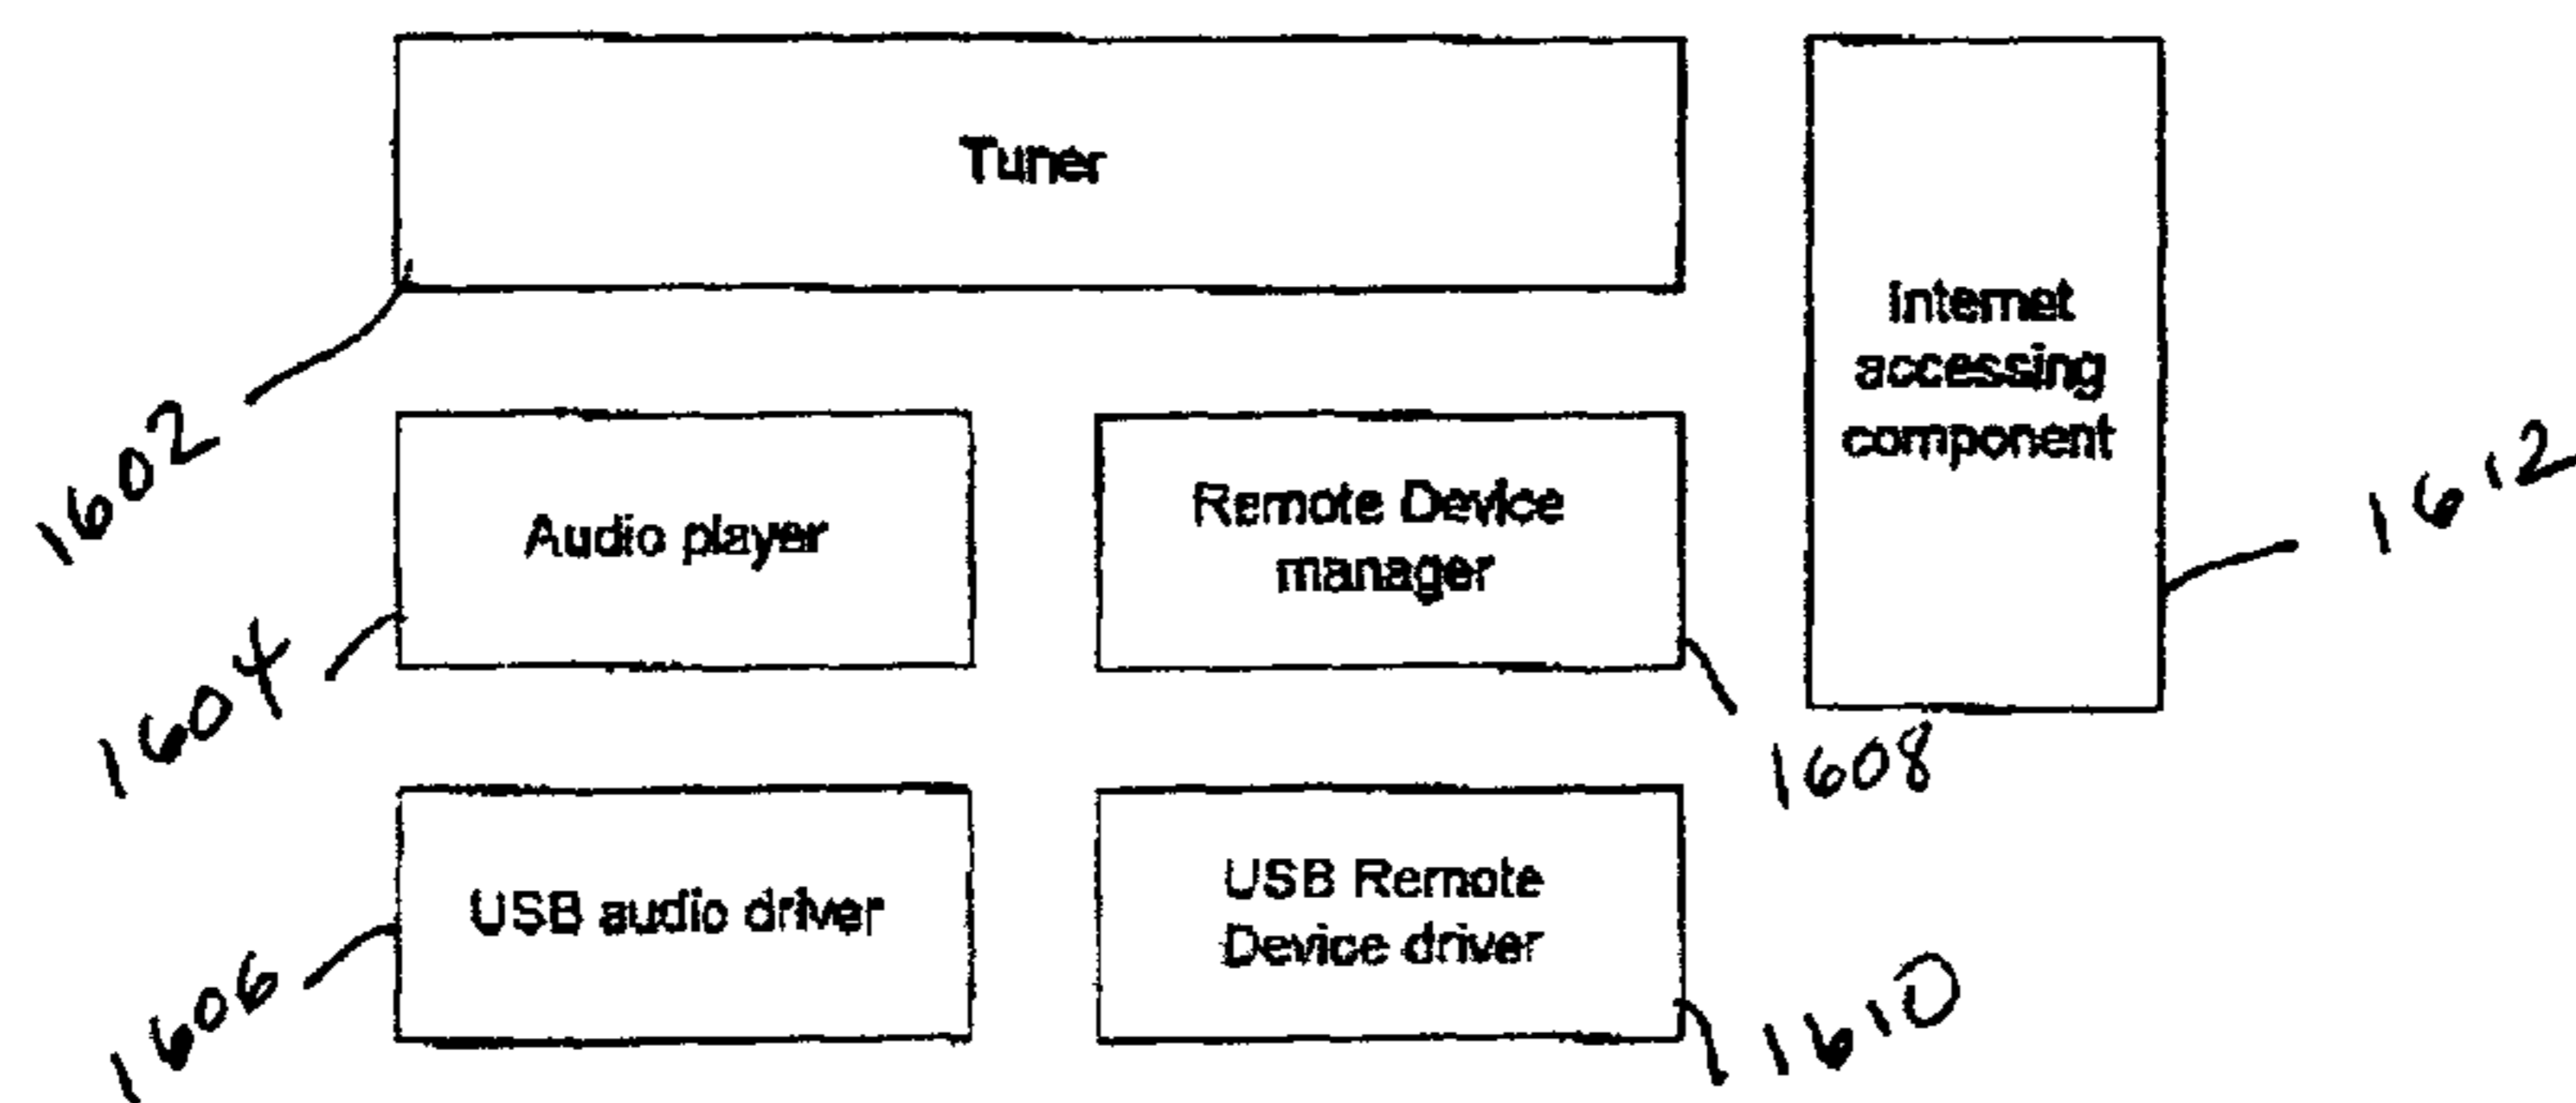 Tuner
Internet
accessing
component
1602
Audio player
Remote Device
manager
1612
1604
1608
USB audio driver
USB Remote
Device driver
1606
1610